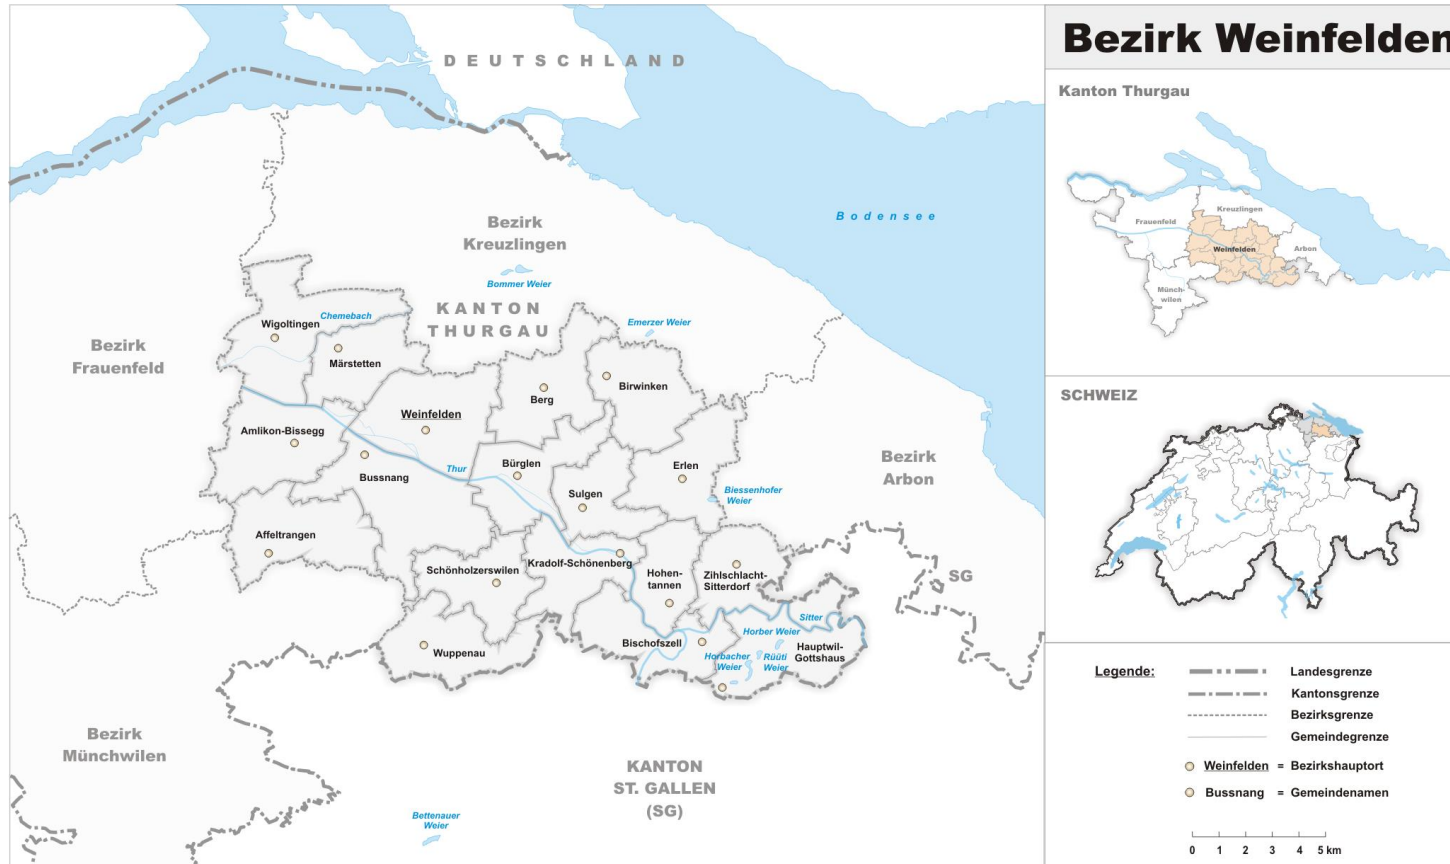 Bezirk Weinfelden
DEUTSCHLAND
Bodensee
Bezirk
Kreuzlingen
Bommer Weier
KANTON
THURGAU
Chemebach
Emerzer Weier
Wigoltingen
Märstetten
Bezirk
Frauenfeld
Berg
Birwinken
Weinfelden
Amlikon-Bissegg
Bussnang
Thur
Bürglen
Sulgen
Erlen
Biessenhofer
Weier
Bezirk
Arbon
Affeltrangen
Schönholzerswilen
Kradolf-Schönenberg
Hohen-
tannen
Zihlschlacht-
Sitterdorf
SG
Wuppenau
Bischofszell
Sitter
Horber Weier
Horbacher
Weier
Rüüti
Weier
Hauptwil-
Gottshaus
Bezirk
Münchwilen
KANTON
ST. GALLEN
(SG)
Bettenauer
Weier
Kanton Thurgau
Kreuzlingen
Frauenfeld
Weinfelden
Arbon
Münch-
wilen
SCHWEIZ
Legende:
Landesgrenze
Kantonsgrenze
Bezirksgrenze
Gemeindegrenze
Weinfelden = Bezirkshauptort
Bussnang = Gemeindenamen
0 1 2 3 4 5 km